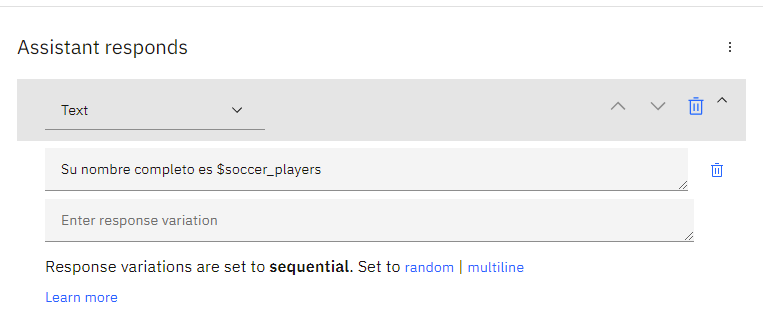 Assistant responds
Text
Su nombre completo es $soccer_players
Enter response variation
Response variations are set to sequential. Set to random | multiline
Learn more